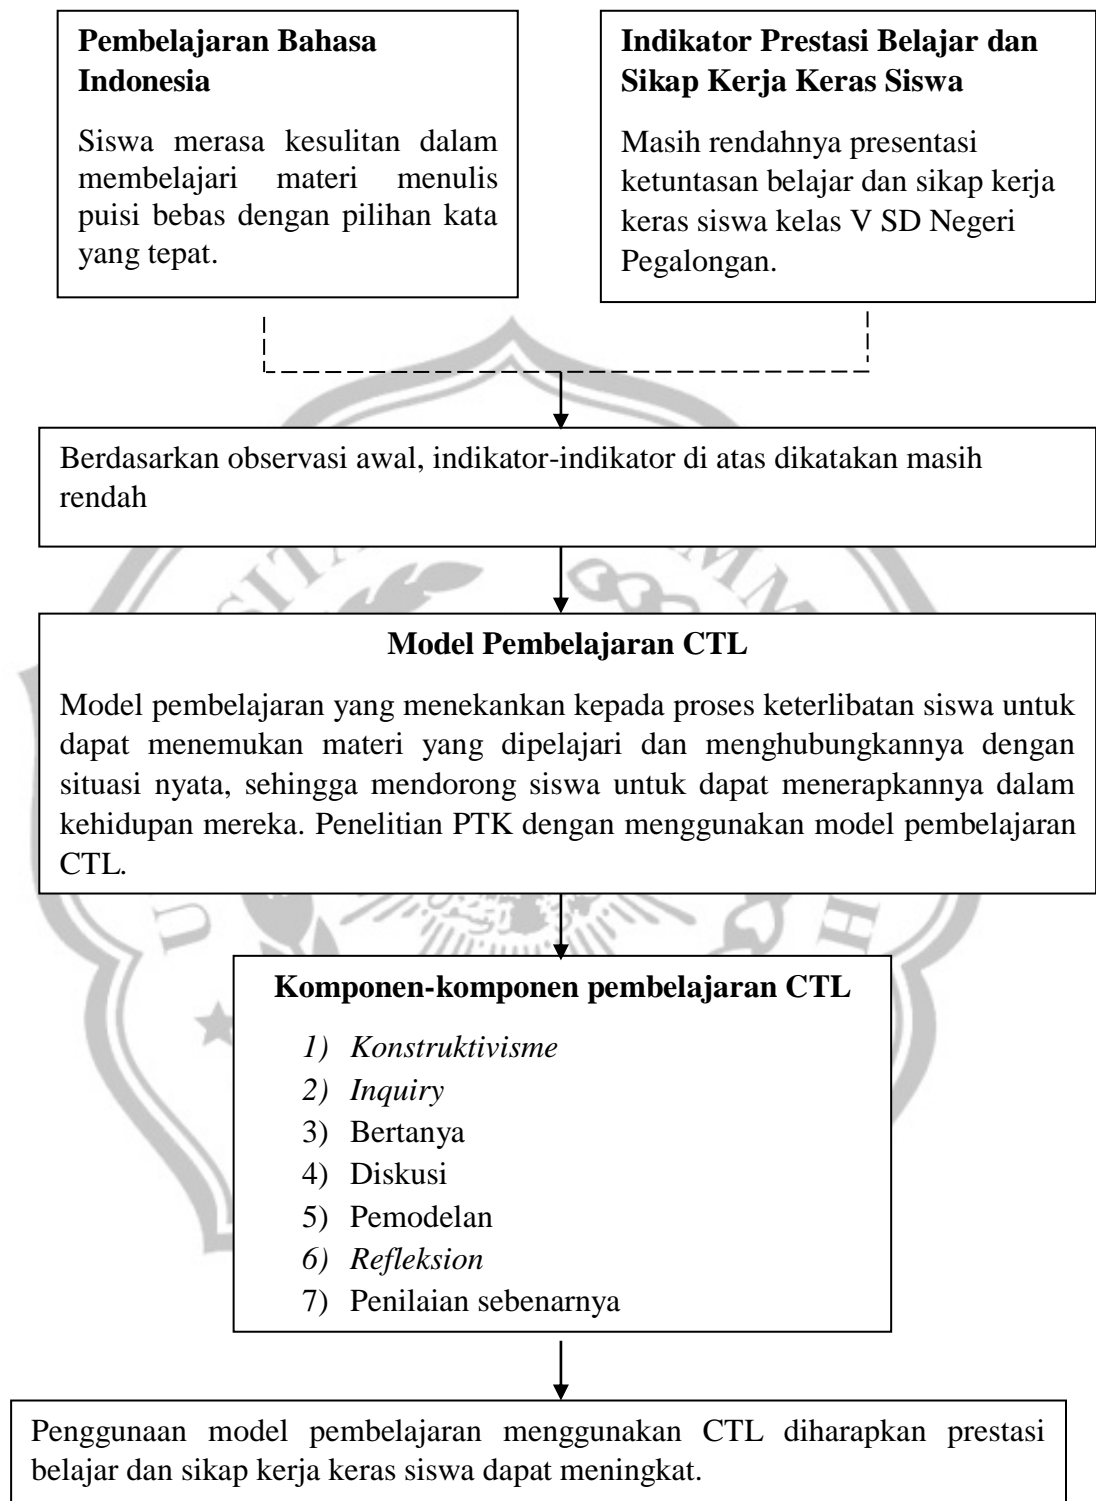 Pembelajaran Bahasa
Indonesia
Siswa merasa kesulitan dalam
membelajari materi menulis
puisi bebas dengan pilihan kata
yang tepat.
Indikator Prestasi Belajar dan
Sikap Kerja Keras Siswa
Masih rendahnya presentasi
ketuntasan belajar dan sikap kerja
keras siswa kelas V SD Negeri
Pegalongan.
Berdasarkan observasi awal, indikator-indikator di atas dikatakan masih
rendah
Model Pembelajaran CTL
Model pembelajaran yang menekankan kepada proses keterlibatan siswa untuk
dapat menemukan materi yang dipelajari dan menghubungkannya dengan
situasi nyata, sehingga mendorong siswa untuk dapat menerapkannya dalam
kehidupan mereka. Penelitian PTK dengan menggunakan model pembelajaran
CTL.
Komponen-komponen pembelajaran CTL
1) Konstruktivisme
2) Inquiry
3) Bertanya
4) Diskusi
5) Pemodelan
6) Refleksion
7) Penilaian sebenarnya
Penggunaan model pembelajaran menggunakan CTL diharapkan prestasi
belajar dan sikap kerja keras siswa dapat meningkat.